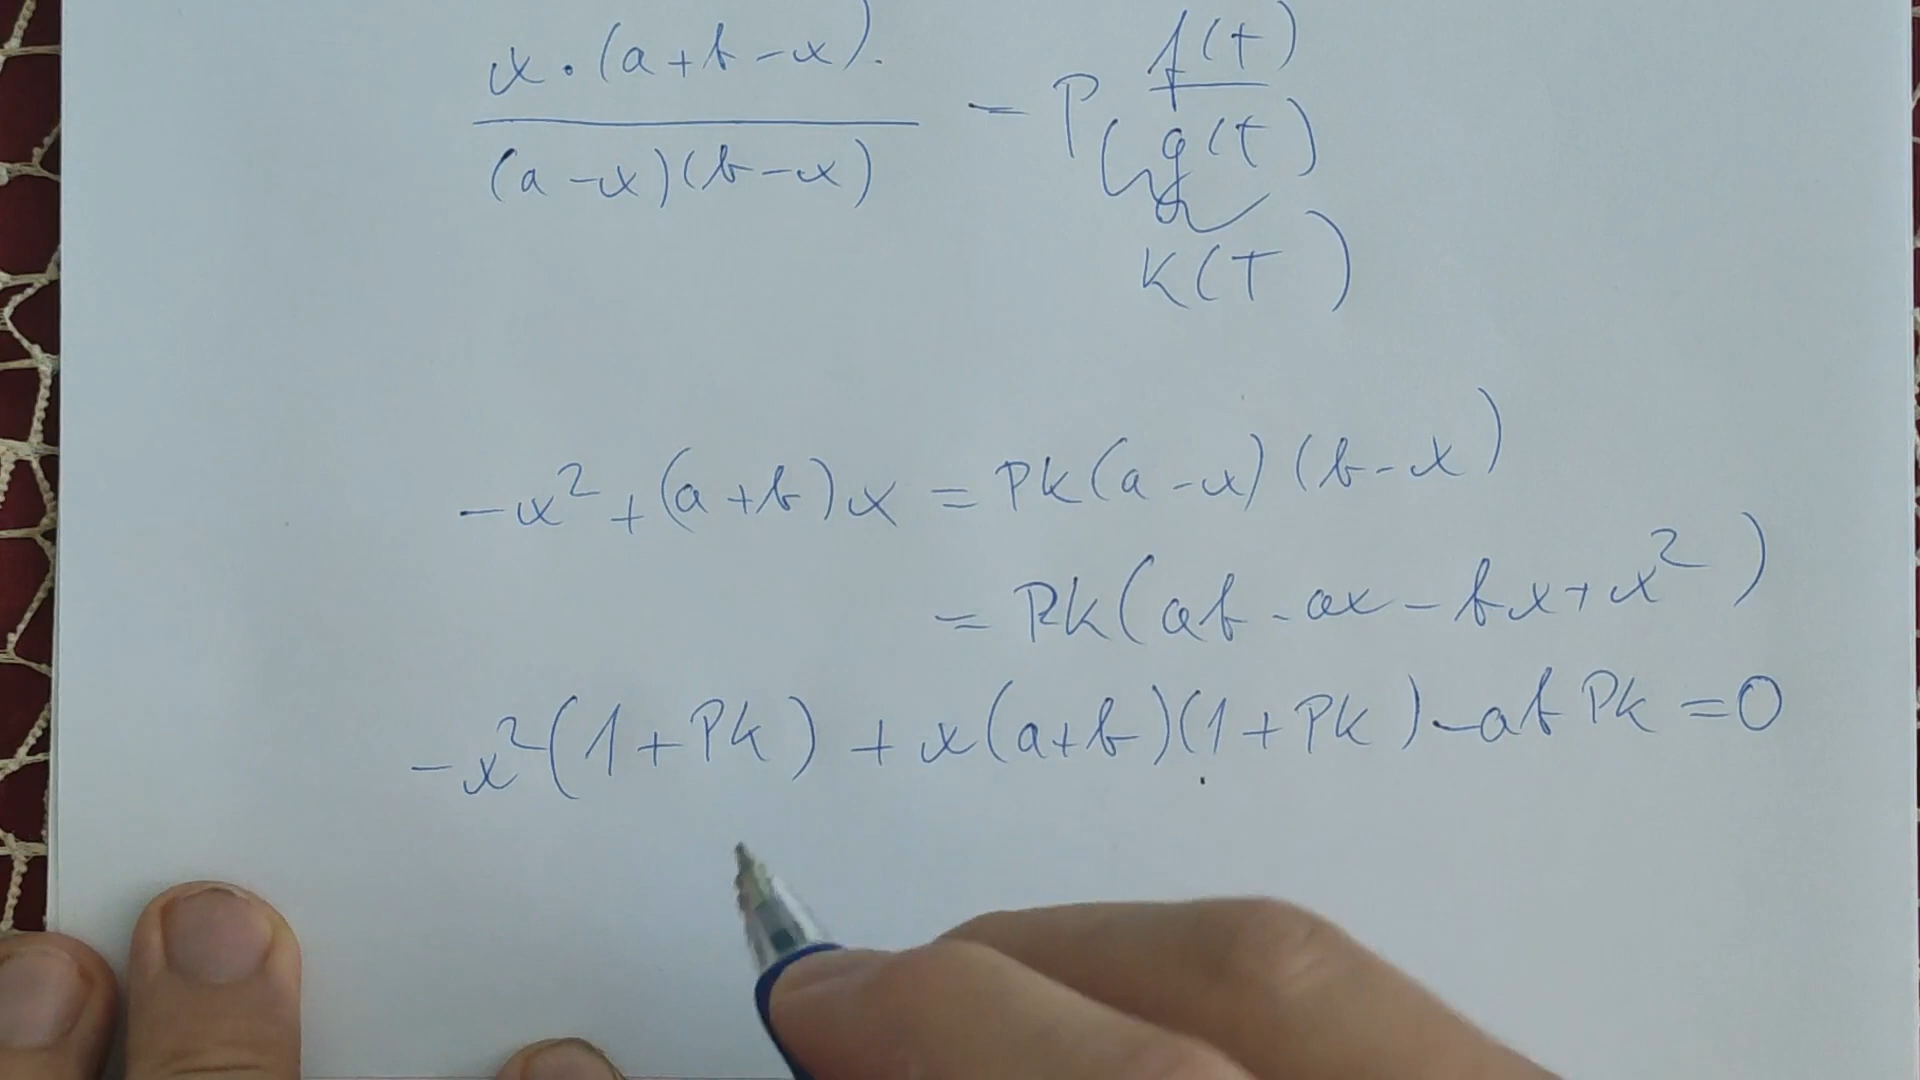 x·(a+b-x).
/ (a-x)(b-x) - P f(t) / (g(t))
K(T)
-x² + (a+b)x = PK(a-x)(b-x)
= PK(ab - ax - bx + x²)
-x²(1+PK) + x(a+b)(1+PK) - abPK = 0